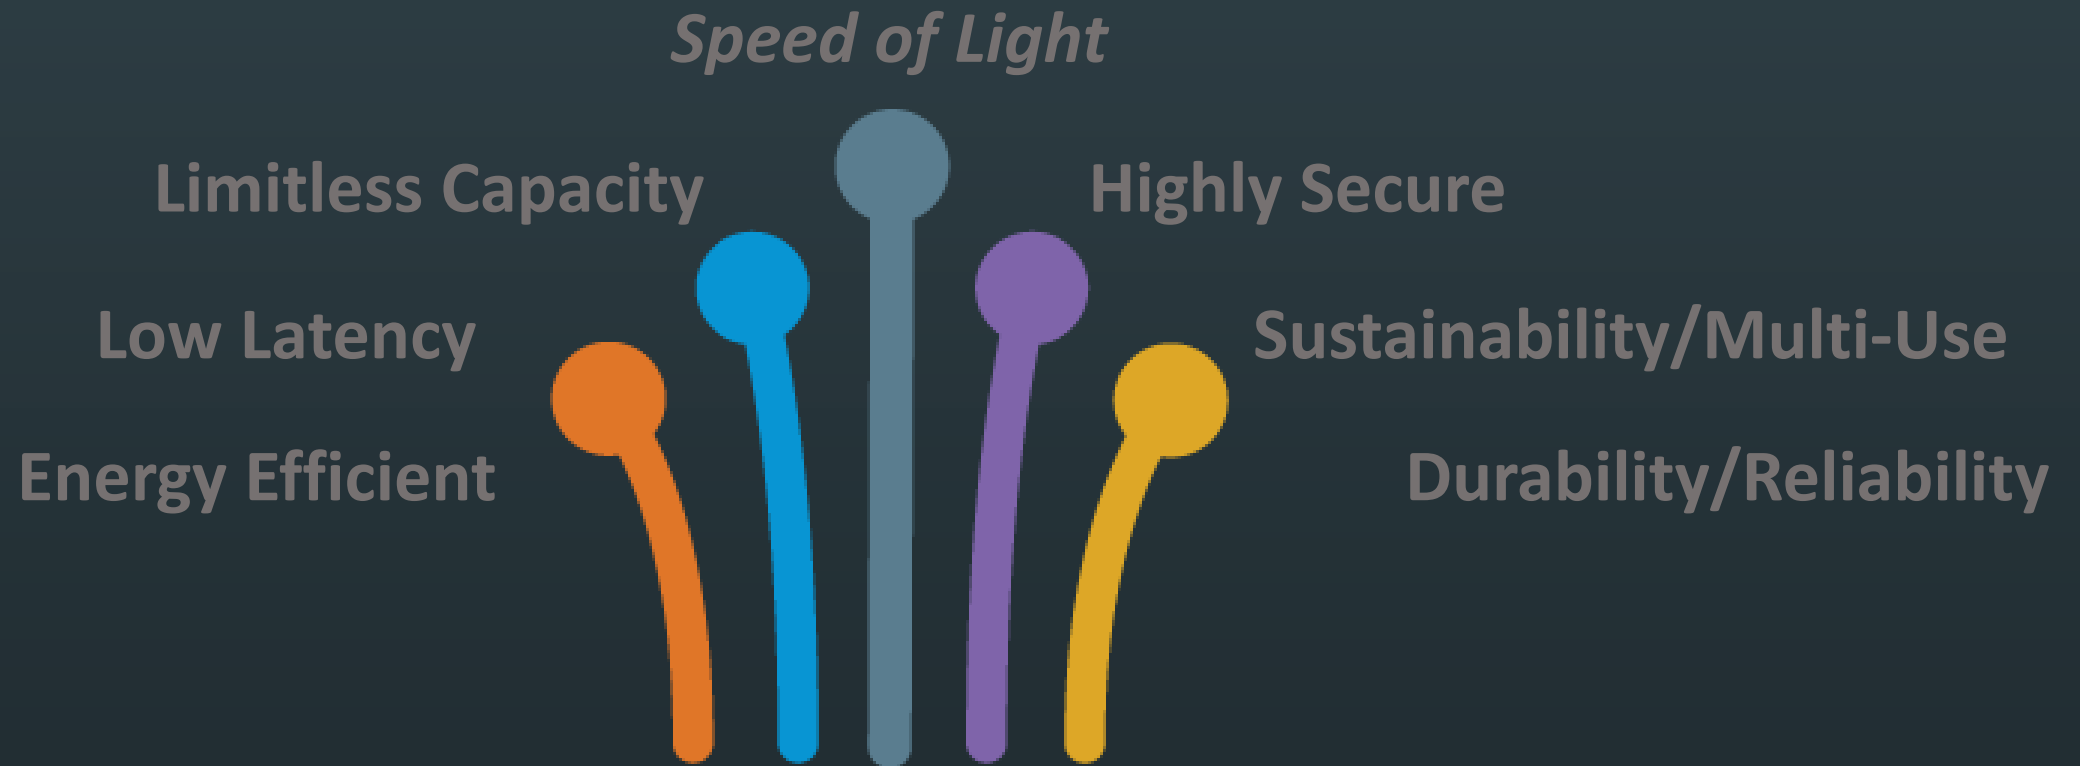 Speed of Light
Limitless Capacity
Highly Secure
Low Latency
Sustainability/Multi-Use
Energy Efficient
Durability/Reliability